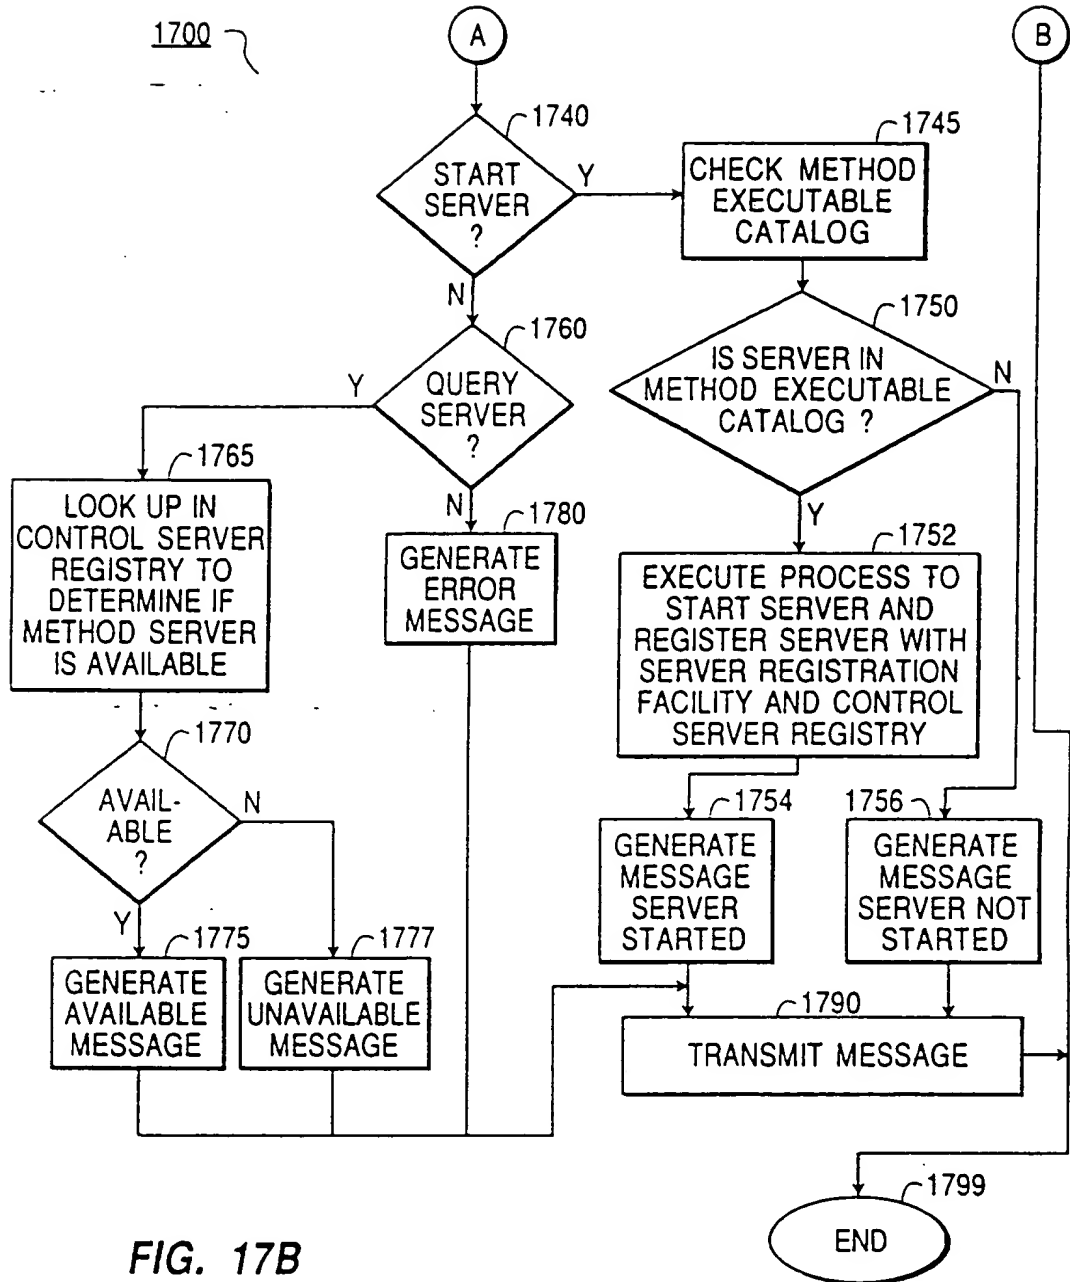 1700
A
B
1740
START
SERVER
?
Y
N
1745
CHECK METHOD
EXECUTABLE
CATALOG
1750
IS SERVER IN
METHOD EXECUTABLE
CATALOG ?
N
Y
1760
QUERY
SERVER
?
Y
N
1765
LOOK UP IN
CONTROL SERVER
REGISTRY TO
DETERMINE IF
METHOD SERVER
IS AVAILABLE
1780
GENERATE
ERROR
MESSAGE
1752
EXECUTE PROCESS TO
START SERVER AND
REGISTER SERVER WITH
SERVER REGISTRATION
FACILITY AND CONTROL
SERVER REGISTRY
1770
AVAIL-
ABLE
?
N
Y
1754
GENERATE
MESSAGE
SERVER
STARTED
1756
GENERATE
MESSAGE
SERVER NOT
STARTED
1775
GENERATE
AVAILABLE
MESSAGE
1777
GENERATE
UNAVAILABLE
MESSAGE
1790
TRANSMIT MESSAGE
1799
END
FIG. 17B